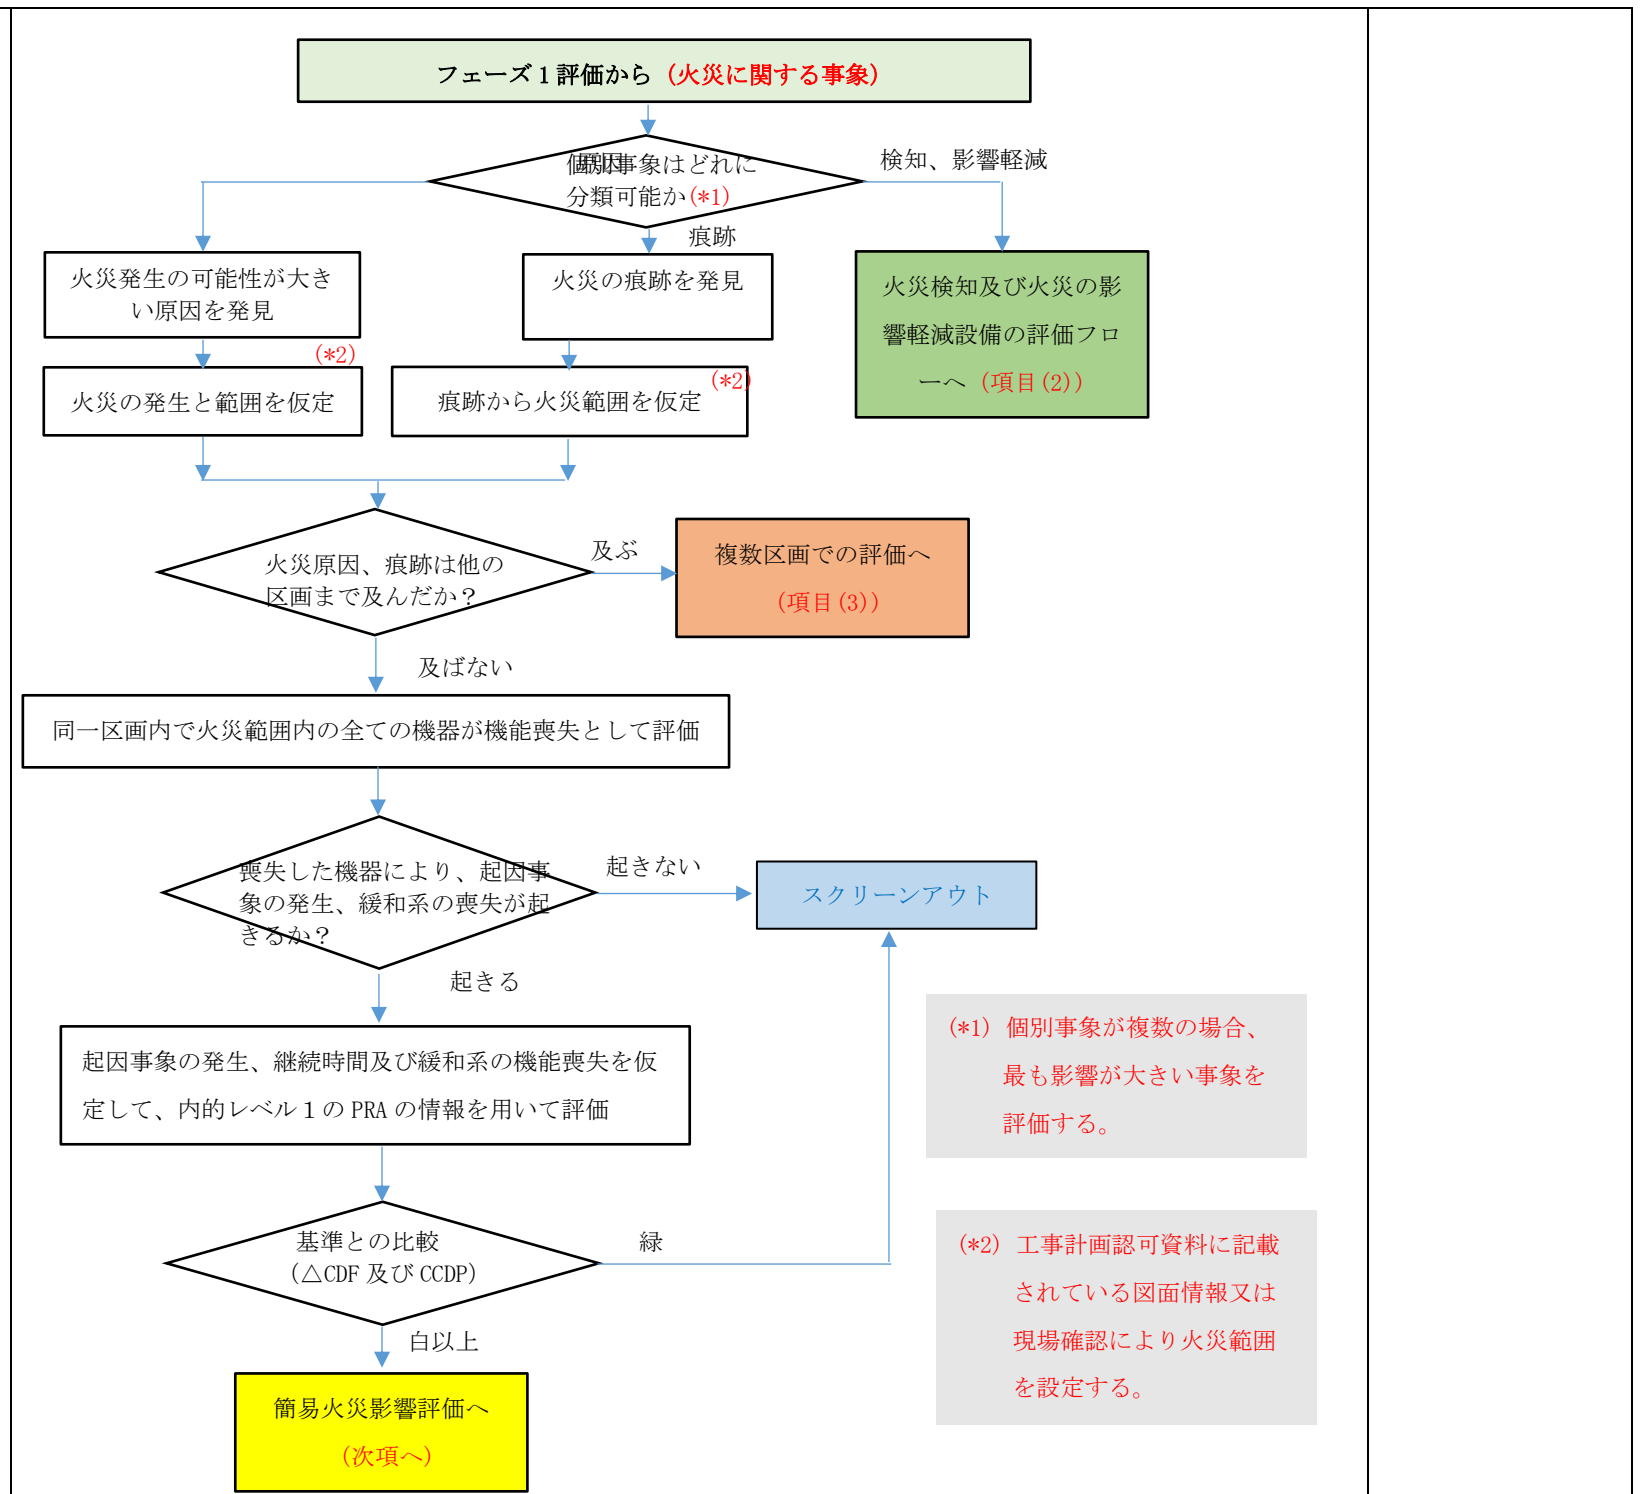 フェーズ1評価から（火災に関する事象）
個別事象はどれに
分類可能か(*1)
原因
検知、影響軽減
痕跡
火災発生の可能性が大き
い原因を発見
火災の痕跡を発見
火災検知及び火災の影
響軽減設備の評価フロ
ーへ（項目(2)）
(*2)
火災の発生と範囲を仮定
(*2)
痕跡から火災範囲を仮定
火災原因、痕跡は他の
区画まで及んだか？
及ぶ
複数区画での評価へ
（項目(3)）
及ばない
同一区画内で火災範囲内の全ての機器が機能喪失として評価
喪失した機器により、起因事
象の発生、緩和系の喪失が起
きるか？
起きない
スクリーンアウト
起きる
起因事象の発生、継続時間及び緩和系の機能喪失を仮
定して、内的レベル１の PRA の情報を用いて評価
(*1) 個別事象が複数の場合、
最も影響が大きい事象を
評価する。
基準との比較
（△CDF 及び CCDP）
緑
白以上
(*2) 工事計画認可資料に記載
されている図面情報又は
現場確認により火災範囲
を設定する。
簡易火災影響評価へ
（次項へ）